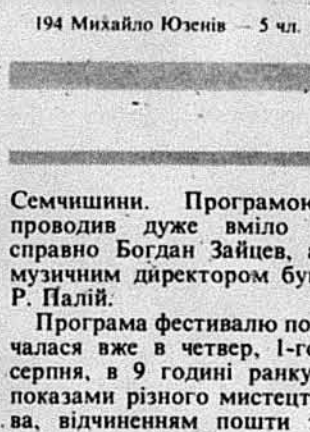 194 Михайло Юзенів — 5 чл.
Семчишини. Програмою
проводив дуже вміло
справно Богдан Зайцев, а
музичним директором бу
Р. Палій.
Програма фестивалю по
чалася вже в четвер, 1-го
серпня, в 9 годині ранку
показами різного мистецт
ва, відчиненням пошти